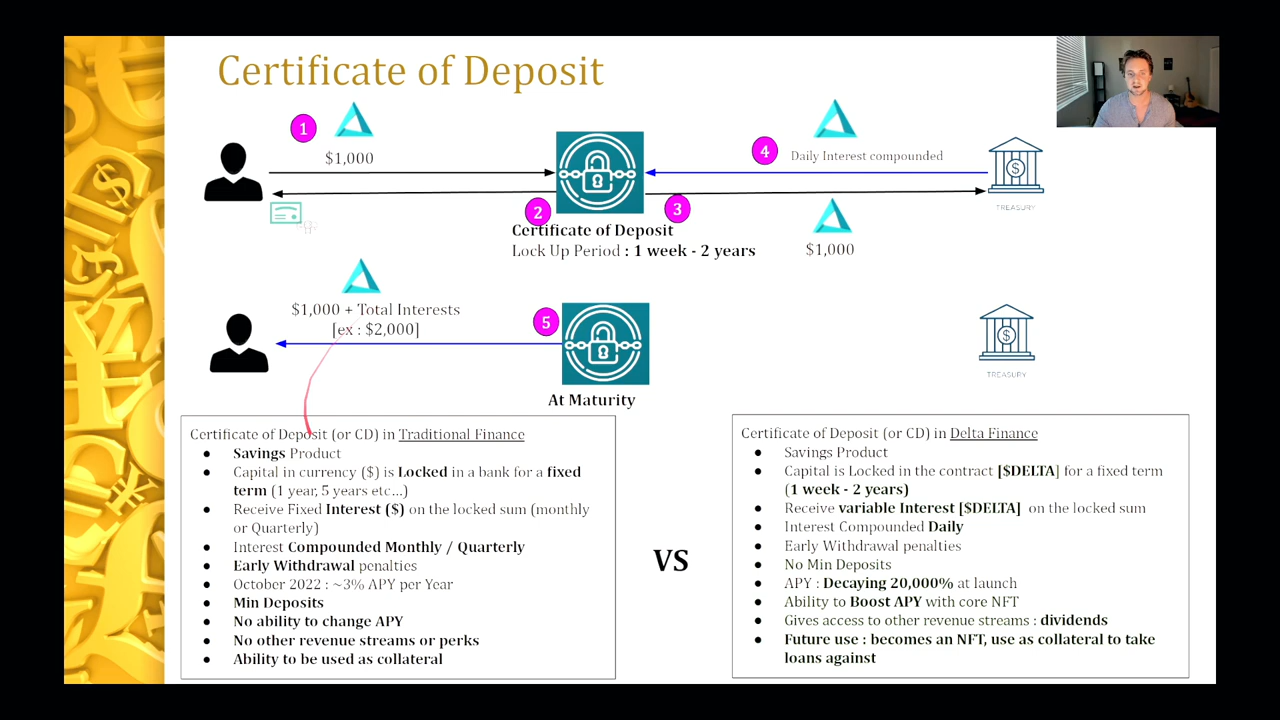 Certificate of Deposit
1
$1,000
4
Daily Interest compounded
TREASURY
2
3
Certificate of Deposit
Lock Up Period : 1 week - 2 years
$1,000
$1,000 + Total Interests
[ex : $2,000]
5
TREASURY
At Maturity
Certificate of Deposit (or CD) in Traditional Finance
● Savings Product
● Capital in currency ($) is Locked in a bank for a fixed
term (1 year, 5 years etc...)
● Receive Fixed Interest ($) on the locked sum (monthly
or Quarterly)
● Interest Compounded Monthly / Quarterly
● Early Withdrawal penalties
● October 2022 : ~3% APY per Year
● Min Deposits
● No ability to change APY
● No other revenue streams or perks
● Ability to be used as collateral
VS
Certificate of Deposit (or CD) in Delta Finance
● Savings Product
● Capital is Locked in the contract [$DELTA] for a fixed term
(1 week - 2 years)
● Receive variable Interest [$DELTA] on the locked sum
● Interest Compounded Daily
● Early Withdrawal penalties
● No Min Deposits
● APY : Decaying 20,000% at launch
● Ability to Boost APY with core NFT
● Gives access to other revenue streams : dividends
● Future use : becomes an NFT, use as collateral to take
loans against